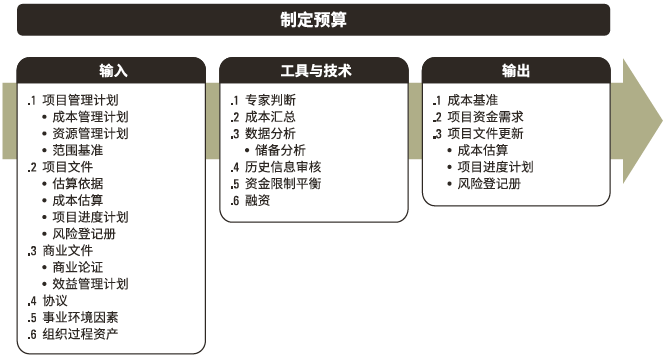 制定预算
输入
.1 项目管理计划
• 成本管理计划
• 资源管理计划
• 范围基准
.2 项目文件
• 估算依据
• 成本估算
• 项目进度计划
• 风险登记册
.3 商业文件
• 商业论证
• 效益管理计划
.4 协议
.5 事业环境因素
.6 组织过程资产
工具与技术
.1 专家判断
.2 成本汇总
.3 数据分析
• 储备分析
.4 历史信息审核
.5 资金限制平衡
.6 融资
输出
.1 成本基准
.2 项目资金需求
.3 项目文件更新
• 成本估算
• 项目进度计划
• 风险登记册